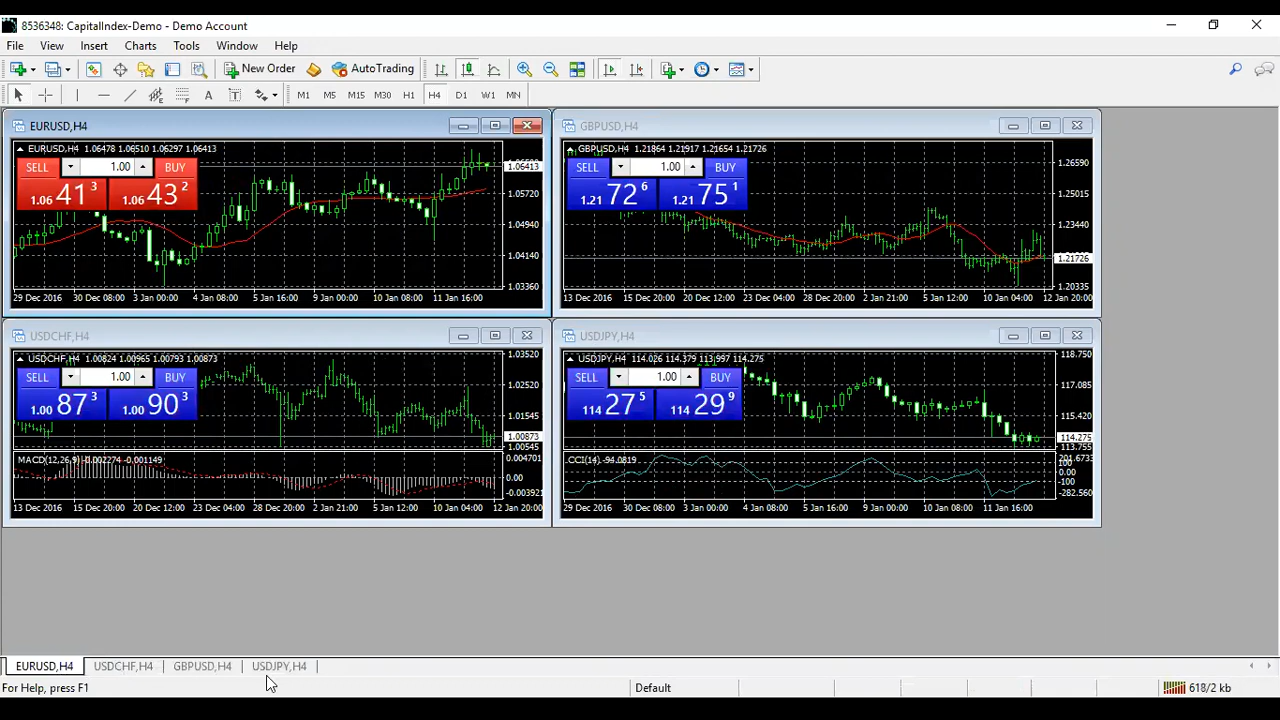 8536348: CapitalIndex-Demo - Demo Account
File View Insert Charts Tools Window Help
New Order AutoTrading
A T M1 M5 M15 M30 H1 H4 D1 W1 MN
EURUSD,H4
EURUSD,H4 1.06478 1.06510 1.06297 1.06413
SELL 1.00 BUY
1.06 41 3 1.06 43 2
1.06413
1.05720
1.04940
1.04140
1.03360
29 Dec 2016 30 Dec 08:00 3 Jan 00:00 4 Jan 08:00 5 Jan 16:00 9 Jan 00:00 10 Jan 08:00 11 Jan 16:00
GBPUSD,H4
GBPUSD,H4 1.21864 1.21917 1.21654 1.21726
SELL 1.00 BUY
1.21 72 6 1.21 75 1
1.26590
1.25015
1.23440
1.21726
1.20335
13 Dec 2016 15 Dec 20:00 20 Dec 12:00 23 Dec 04:00 28 Dec 20:00 2 Jan 21:00 5 Jan 12:00 10 Jan 04:00 12 Jan 20:00
USDCHF,H4
USDCHF,H4 1.00824 1.00965 1.00793 1.00873
SELL 1.00 BUY
1.00 87 3 1.00 90 3
1.03520
1.02520
1.01545
1.00873
1.00545
MACD(12,26,9) -0.002274 -0.001149
0.004701
0.00
-0.003921
13 Dec 2016 15 Dec 20:00 20 Dec 12:00 23 Dec 04:00 28 Dec 20:00 2 Jan 21:00 5 Jan 12:00 10 Jan 04:00 12 Jan 20:00
USDJPY,H4
USDJPY,H4 114.026 114.379 113.997 114.275
SELL 1.00 BUY
114 27 5 114 29 9
118.750
117.085
115.420
114.275
113.755
CCI(14) -94.0819
201.6733
100
0.00
-100
-282.560
29 Dec 2016 30 Dec 08:00 3 Jan 00:00 4 Jan 08:00 5 Jan 16:00 9 Jan 00:00 10 Jan 08:00 11 Jan 16:00
EURUSD,H4 USDCHF,H4 GBPUSD,H4 USDJPY,H4
For Help, press F1 Default 618/2 kb